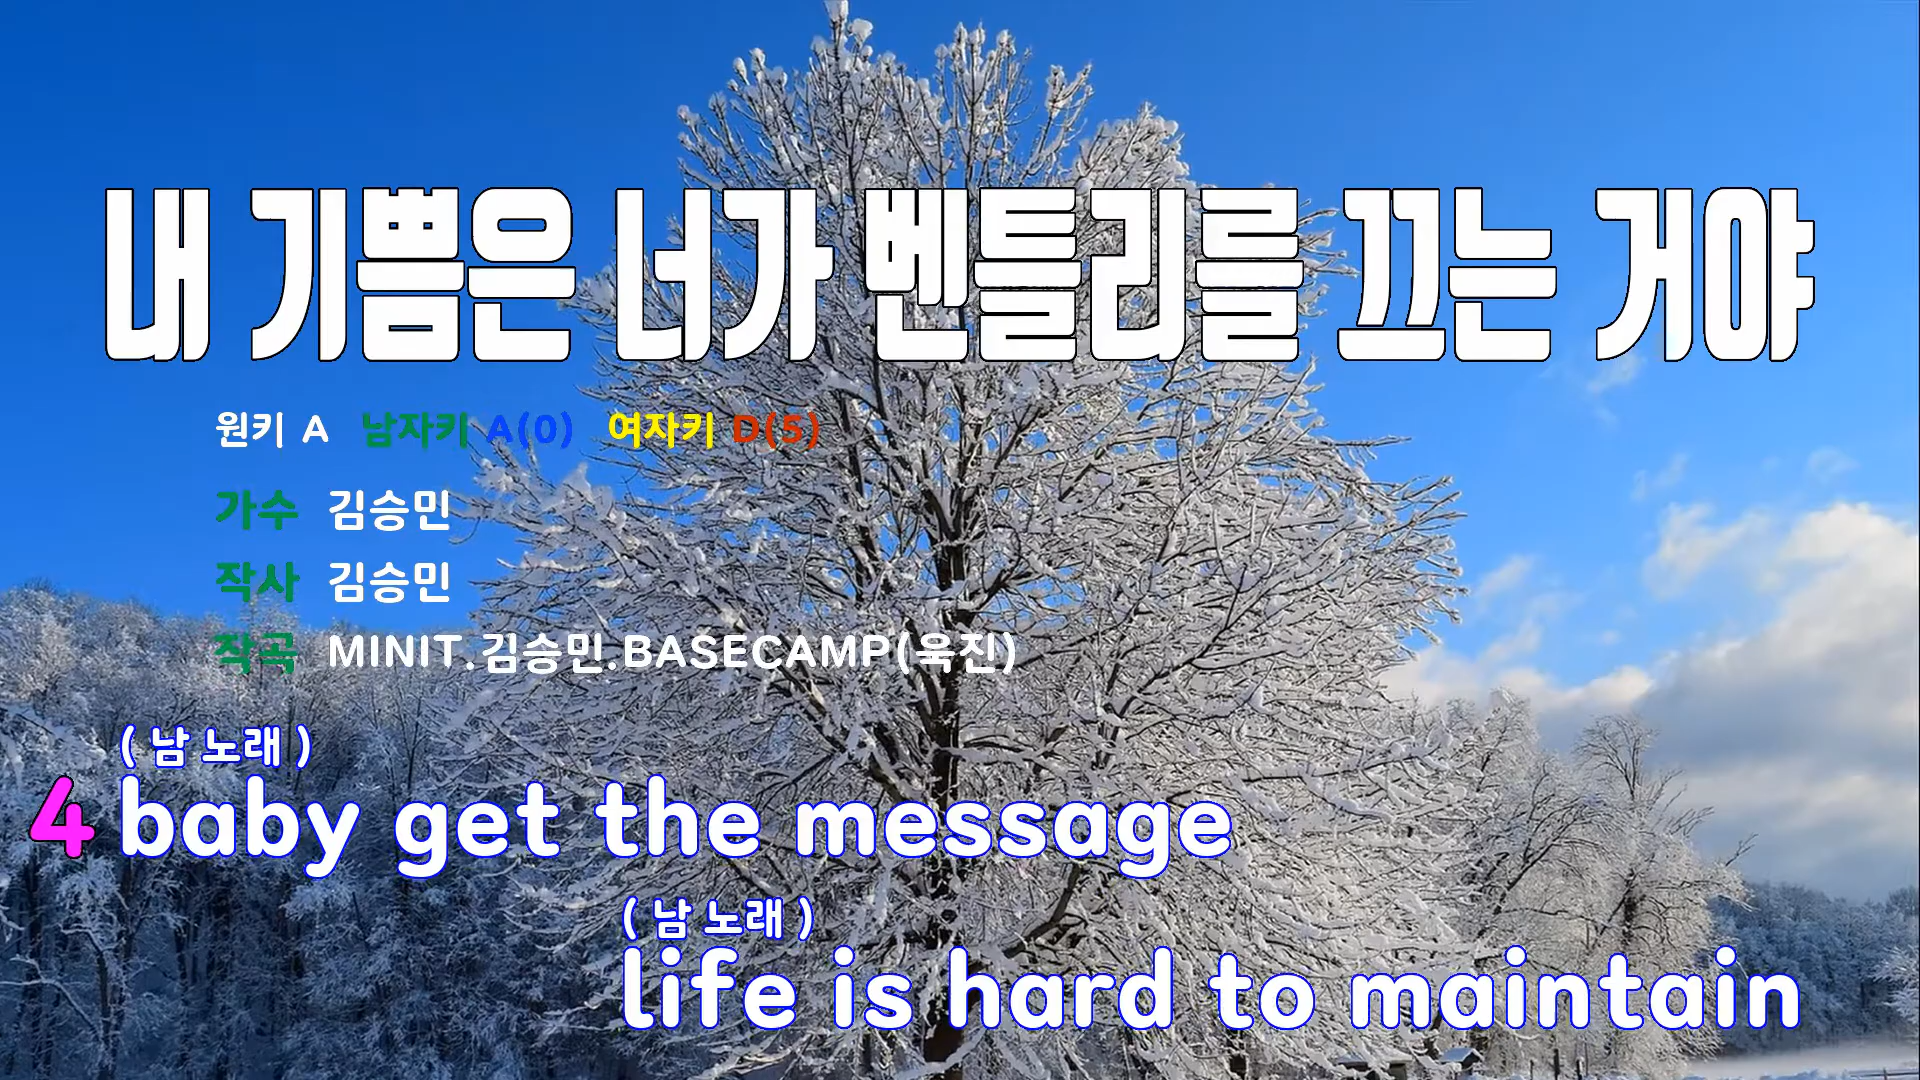 내 기쁨은 너가 벤틀리를 끄는 거야
원키 A 남자키 A(0) 여자키 D(5)
가수 김승민
작사 김승민
작곡 MINIT.김승민.BASECAMP(욱진)
( 남 노래 )
4 baby get the message
( 남 노래 )
life is hard to maintain